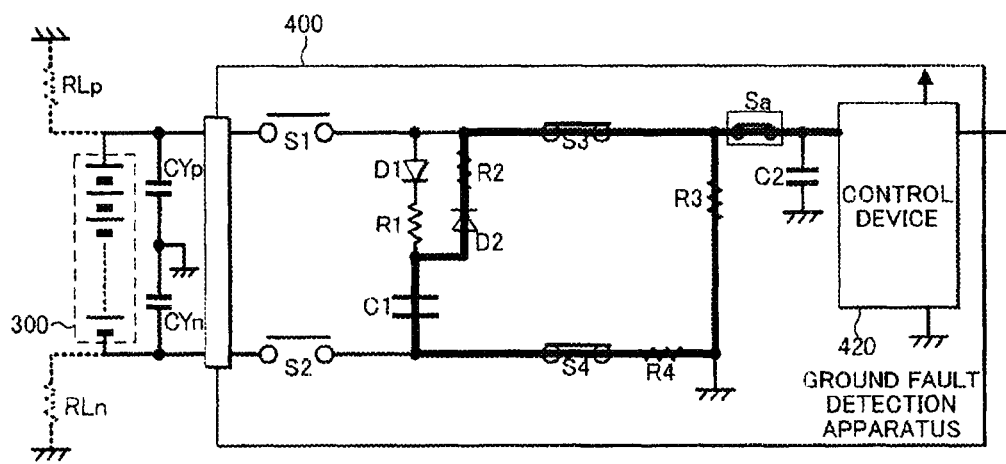 400
RLp
S1
S3
Sa
CYp
D1
R2
C2
R3
CONTROL
DEVICE
R1
D2
C1
300
CYn
S2
S4
R4
420
RLn
GROUND FAULT
DETECTION
APPARATUS